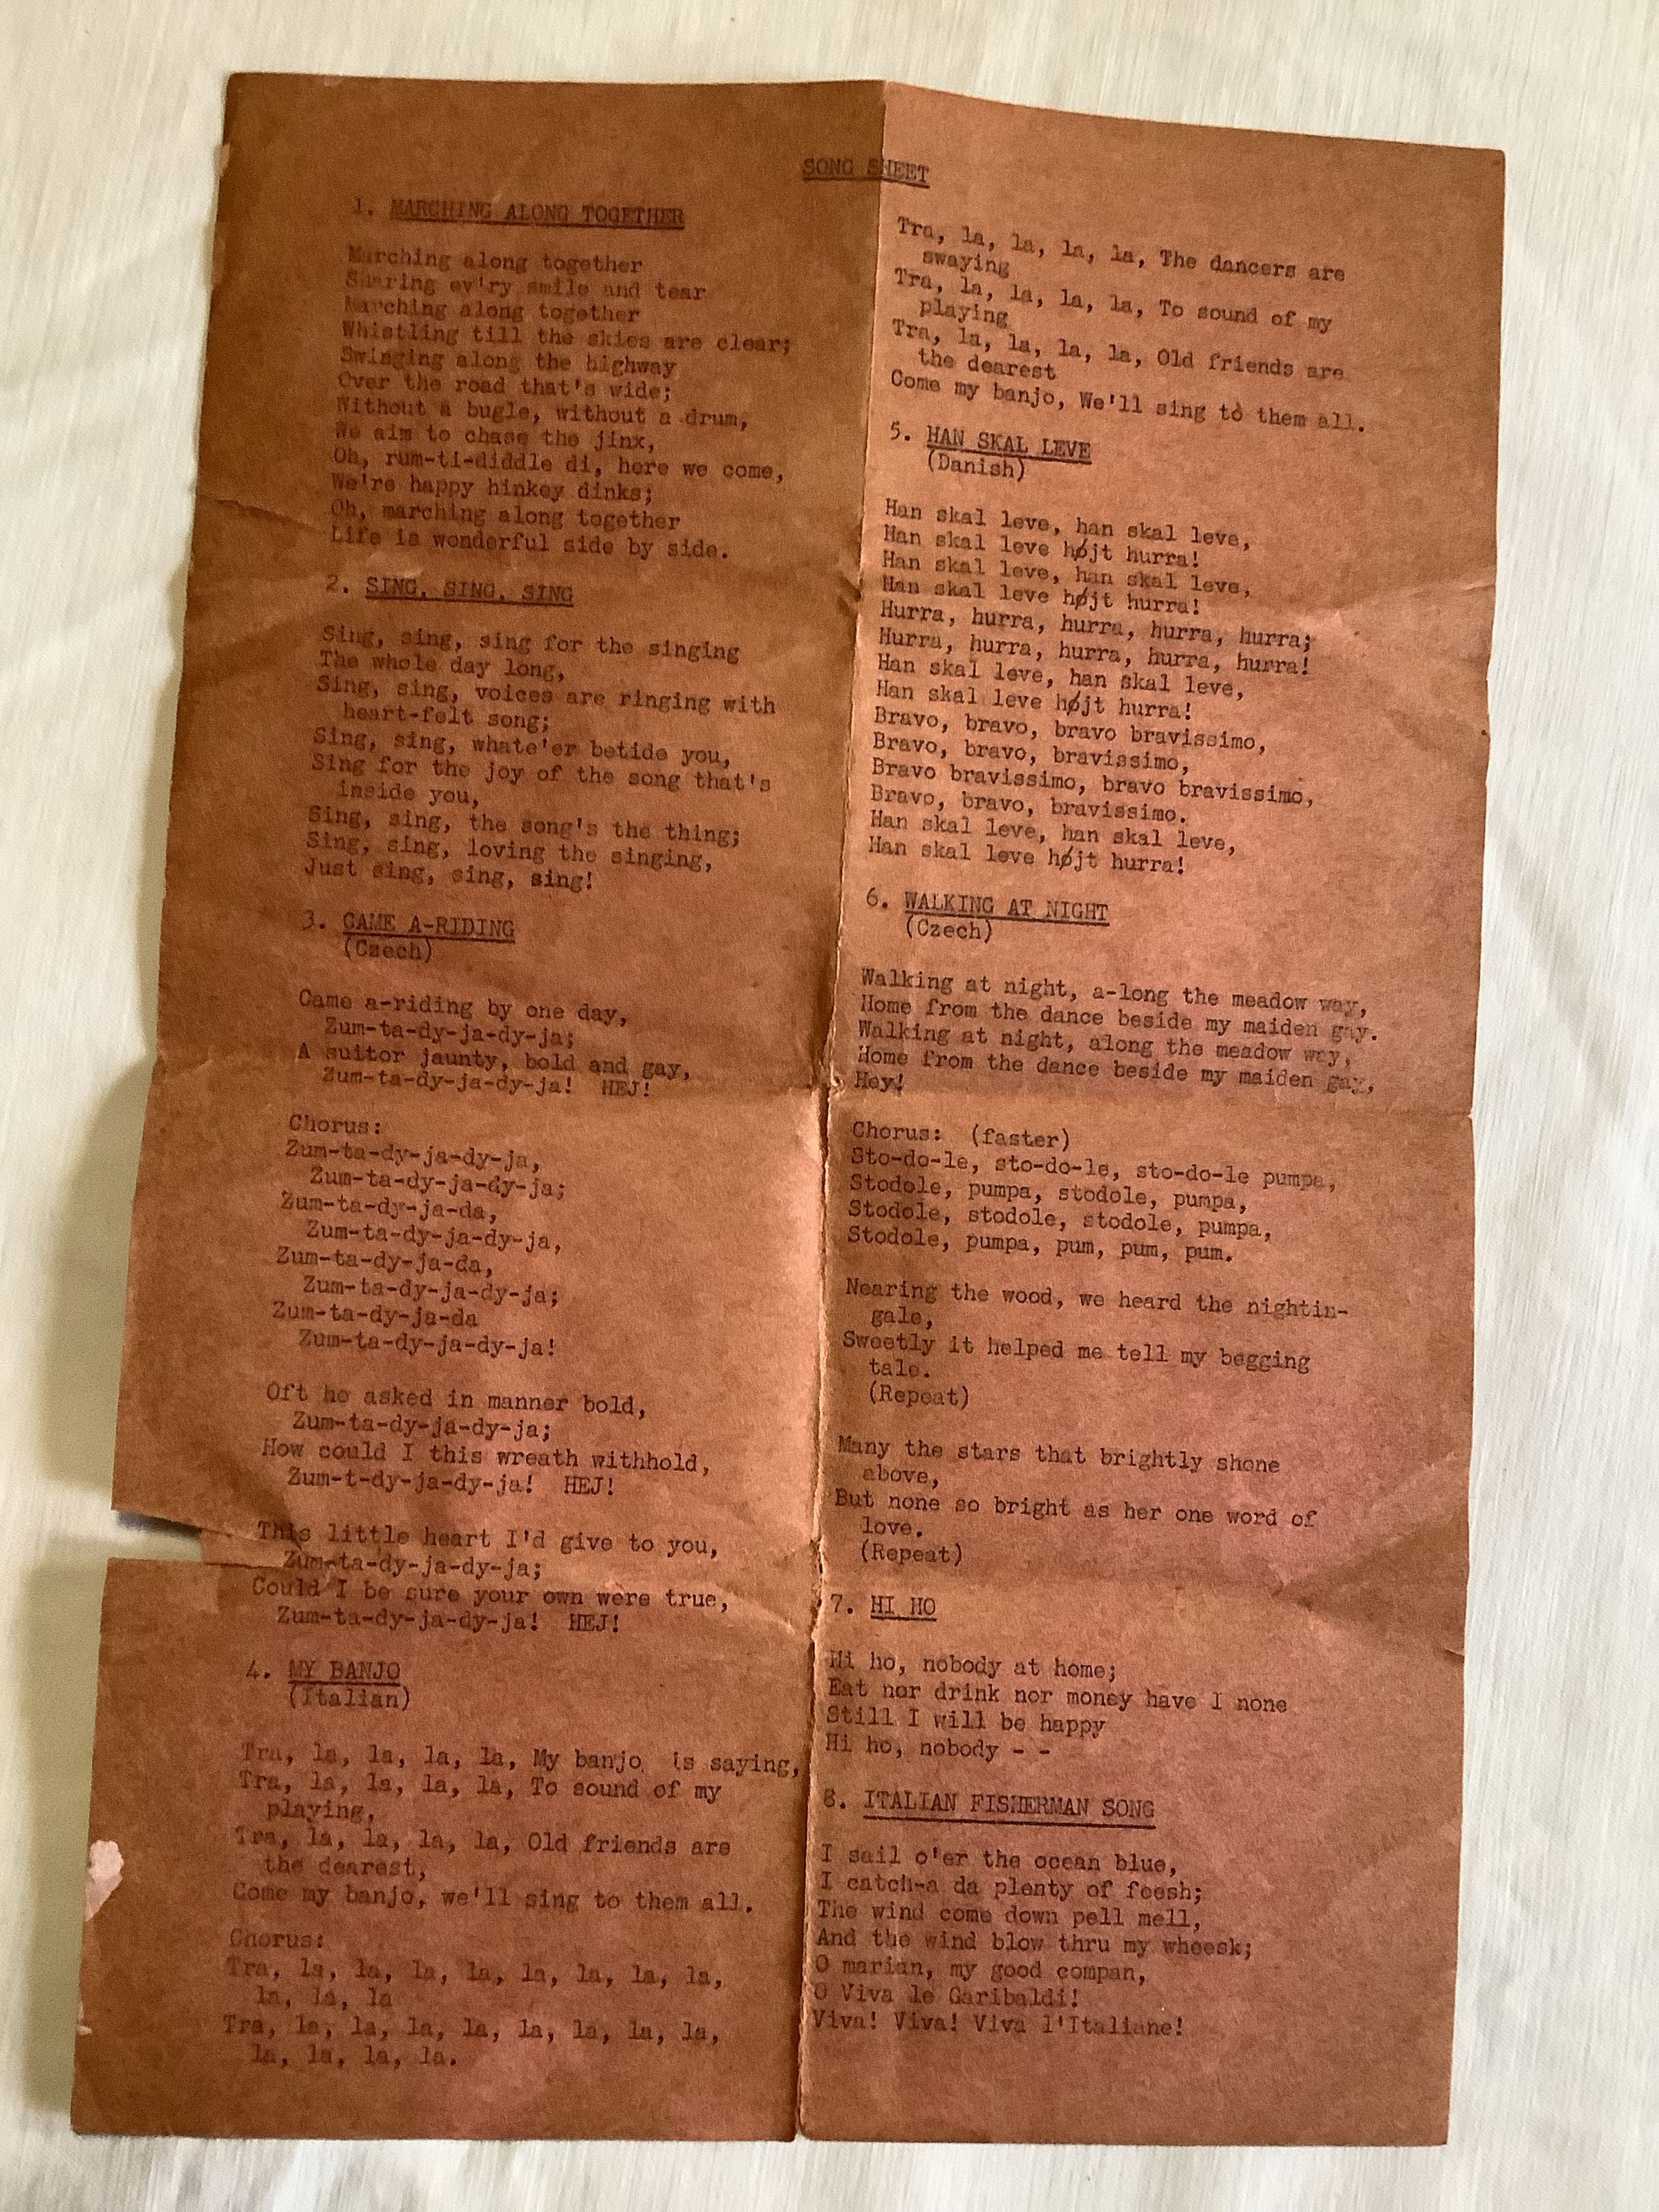 SONG SHEET
1. MARCHING ALONG TOGETHER
Marching along together
Sharing ev'ry smile and tear
Marching along together
Whistling till the skies are clear;
Swinging along the highway
Over the road that's wide;
Without a bugle, without a drum,
We aim to chase the jinx,
Oh, rum-ti-diddle di, here we come,
We're happy hinkey dinks;
Oh, marching along together
Life is wonderful side by side.
2. SING, SING, SING
Sing, sing, sing for the singing
The whole day long,
Sing, sing, voices are ringing with
heart-felt song;
Sing, sing, whate'er betide you,
Sing for the joy of the song that's
inside you,
Sing, sing, the song's the thing;
Sing, sing, loving the singing,
Just sing, sing, sing!
3. CAME A-RIDING
(Czech)
Came a-riding by one day,
Zum-ta-dy-ja-dy-ja;
A suitor jaunty, bold and gay,
Zum-ta-dy-ja-dy-ja! HEJ!
Chorus:
Zum-ta-dy-ja-dy-ja,
Zum-ta-dy-ja-dy-ja;
Zum-ta-dy-ja-da,
Zum-ta-dy-ja-dy-ja,
Zum-ta-dy-ja-da,
Zum-ta-dy-ja-dy-ja;
Zum-ta-dy-ja-da
Zum-ta-dy-ja-dy-ja!
Oft he asked in manner bold,
Zum-ta-dy-ja-dy-ja;
How could I this wreath withhold,
Zum-t-dy-ja-dy-ja! HEJ!
This little heart I'd give to you,
Zum-ta-dy-ja-dy-ja;
Could I be sure your own were true,
Zum-ta-dy-ja-dy-ja! HEJ!
4. MY BANJO
(Italian)
Tra, la, la, la, la, My banjo is saying,
Tra, la, la, la, la, To sound of my
playing,
Tra, la, la, la, la, Old friends are
the dearest,
Come my banjo, we'll sing to them all.
Chorus:
Tra, la, la, la, la, la, la, la, la,
la, la, la
Tra, la, la, la, la, la, la, la, la,
la, la, la, la.
Tra, la, la, la, la, The dancers are
swaying
Tra, la, la, la, la, To sound of my
playing
Tra, la, la, la, la, Old friends are
the dearest
Come my banjo, We'll sing to them all.
5. HAN SKAL LEVE
(Danish)
Han skal leve, han skal leve,
Han skal leve højt hurra!
Han skal leve, han skal leve,
Han skal leve højt hurra!
Hurra, hurra, hurra, hurra, hurra;
Hurra, hurra, hurra, hurra, hurra!
Han skal leve, han skal leve,
Han skal leve højt hurra!
Bravo, bravo, bravo bravissimo,
Bravo, bravo, bravissimo,
Bravo bravissimo, bravo bravissimo,
Bravo, bravo, bravissimo.
Han skal leve, han skal leve,
Han skal leve højt hurra!
6. WALKING AT NIGHT
(Czech)
Walking at night, a-long the meadow way,
Home from the dance beside my maiden gay.
Walking at night, along the meadow way,
Home from the dance beside my maiden gay,
Hey!
Chorus: (faster)
Sto-do-le, sto-do-le, sto-do-le pumpa,
Stodole, pumpa, stodole, pumpa,
Stodole, stodole, stodole, pumpa,
Stodole, pumpa, pum, pum, pum.
Nearing the wood, we heard the nightin-
gale,
Sweetly it helped me tell my begging
tale.
(Repeat)
Many the stars that brightly shone
above,
But none so bright as her one word of
love.
(Repeat)
7. HI HO
Hi ho, nobody at home;
Eat nor drink nor money have I none
Still I will be happy
Hi ho, nobody - -
8. ITALIAN FISHERMAN SONG
I sail o'er the ocean blue,
I catch-a da plenty of feesh;
The wind come down pell mell,
And the wind blow thru my wheesk;
O marian, my good compan,
O Viva le Garibaldi!
Viva! Viva! Viva l'Italiane!